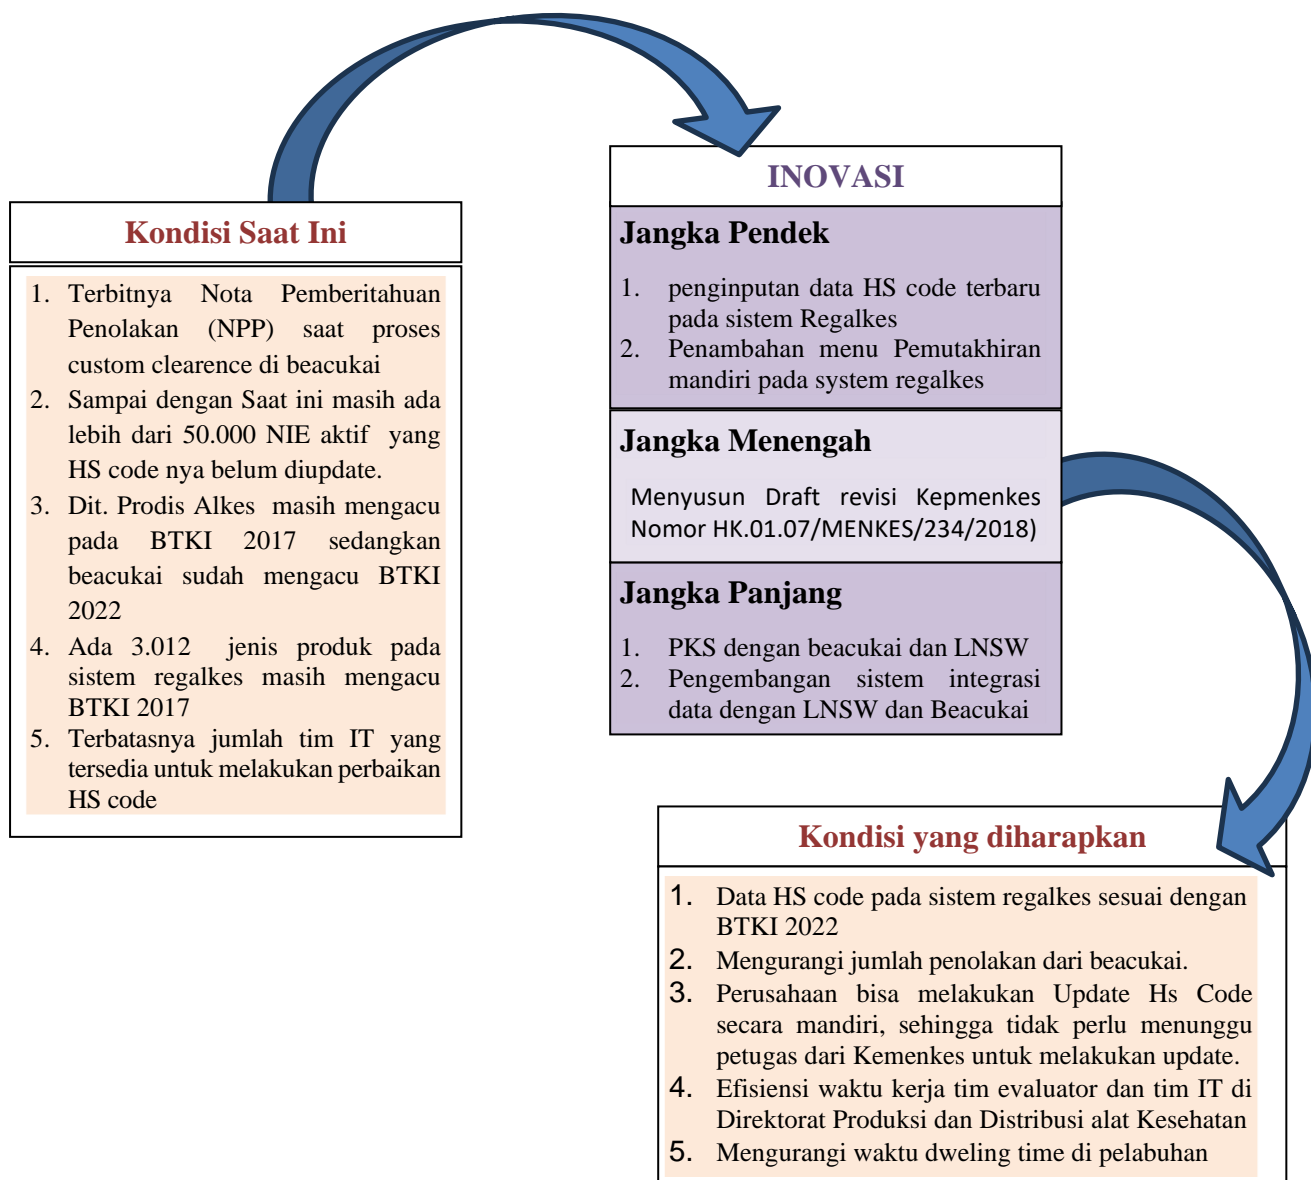 Kondisi Saat Ini
1. Terbitnya Nota Pemberitahuan
Penolakan (NPP) saat proses
custom clearence di beacukai
2. Sampai dengan Saat ini masih ada
lebih dari 50.000 NIE aktif yang
HS code nya belum diupdate.
3. Dit. Prodis Alkes masih mengacu
pada BTKI 2017 sedangkan
beacukai sudah mengacu BTKI
2022
4. Ada 3.012 jenis produk pada
sistem regalkes masih mengacu
BTKI 2017
5. Terbatasnya jumlah tim IT yang
tersedia untuk melakukan perbaikan
HS code
INOVASI
Jangka Pendek
1. penginputan data HS code terbaru
pada sistem Regalkes
2. Penambahan menu Pemutakhiran
mandiri pada system regalkes
Jangka Menengah
Menyusun Draft revisi Kepmenkes
Nomor HK.01.07/MENKES/234/2018)
Jangka Panjang
1. PKS dengan beacukai dan LNSW
2. Pengembangan sistem integrasi
data dengan LNSW dan Beacukai
Kondisi yang diharapkan
1. Data HS code pada sistem regalkes sesuai dengan
BTKI 2022
2. Mengurangi jumlah penolakan dari beacukai.
3. Perusahaan bisa melakukan Update Hs Code
secara mandiri, sehingga tidak perlu menunggu
petugas dari Kemenkes untuk melakukan update.
4. Efisiensi waktu kerja tim evaluator dan tim IT di
Direktorat Produksi dan Distribusi alat Kesehatan
5. Mengurangi waktu dweling time di pelabuhan